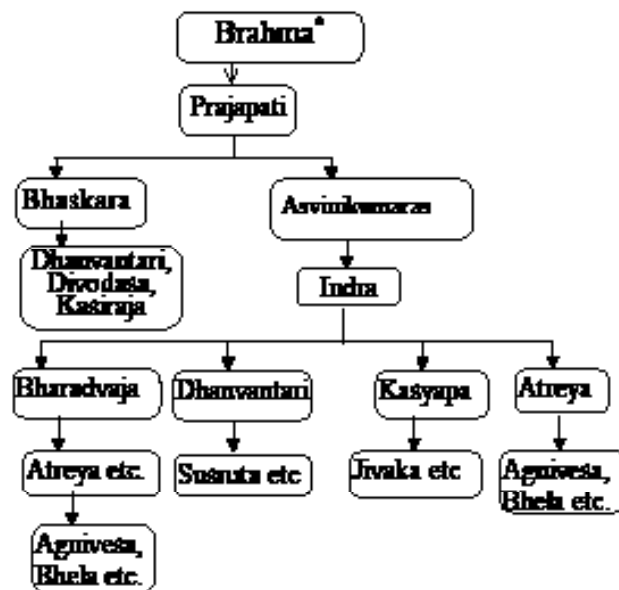 Brahma*
Prajapati
Bhaskara
Asvinikumaras
Dhanvantari,
Divodasa,
Kasiraja
Indra
Bharadvaja
Dhanvantari
Kasyapa
Atreya
Atreya etc.
Susruta etc
Jivaka etc
Agnivesa,
Bhela etc.
Agnivesa,
Bhela etc.